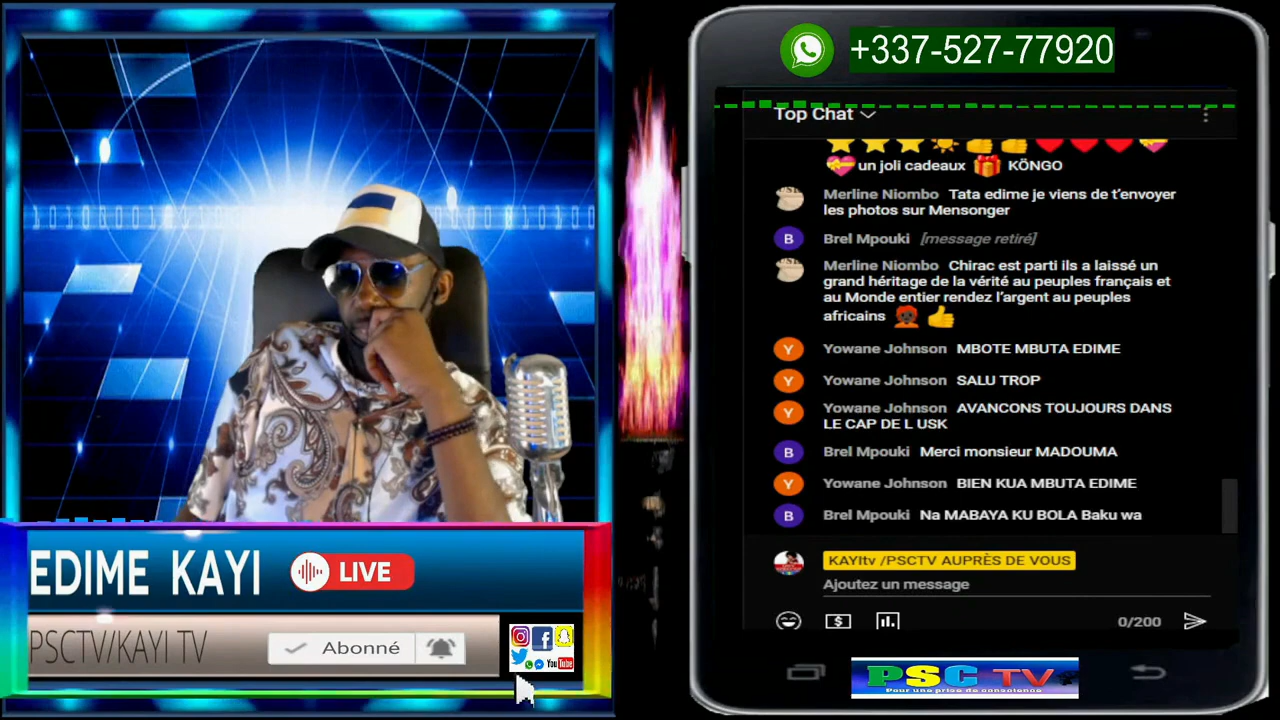 +337-527-77920
Top Chat
un joli cadeaux KÖNGO
Merline Niombo Tata edime je viens de t'envoyer
les photos sur Mensonger
Brel Mpouki [message retiré]
Merline Niombo Chirac est parti ils a laissé un
grand héritage de la vérité au peuples français et
au Monde entier rendez l'argent au peuples
africains
Yowane Johnson MBOTE MBUTA EDIME
Yowane Johnson SALU TROP
Yowane Johnson AVANCONS TOUJOURS DANS
LE CAP DE L USK
Brel Mpouki Merci monsieur MADOUMA
Yowane Johnson BIEN KUA MBUTA EDIME
Brel Mpouki Na MABAYA KU BOLA Baku wa
KAYItv /PSCTV AUPRÈS DE VOUS
Ajoutez un message
0/200
PSC TV
Pour une prise de conscience
EDIME KAYI LIVE
PSCTV/KAYI TV Abonné